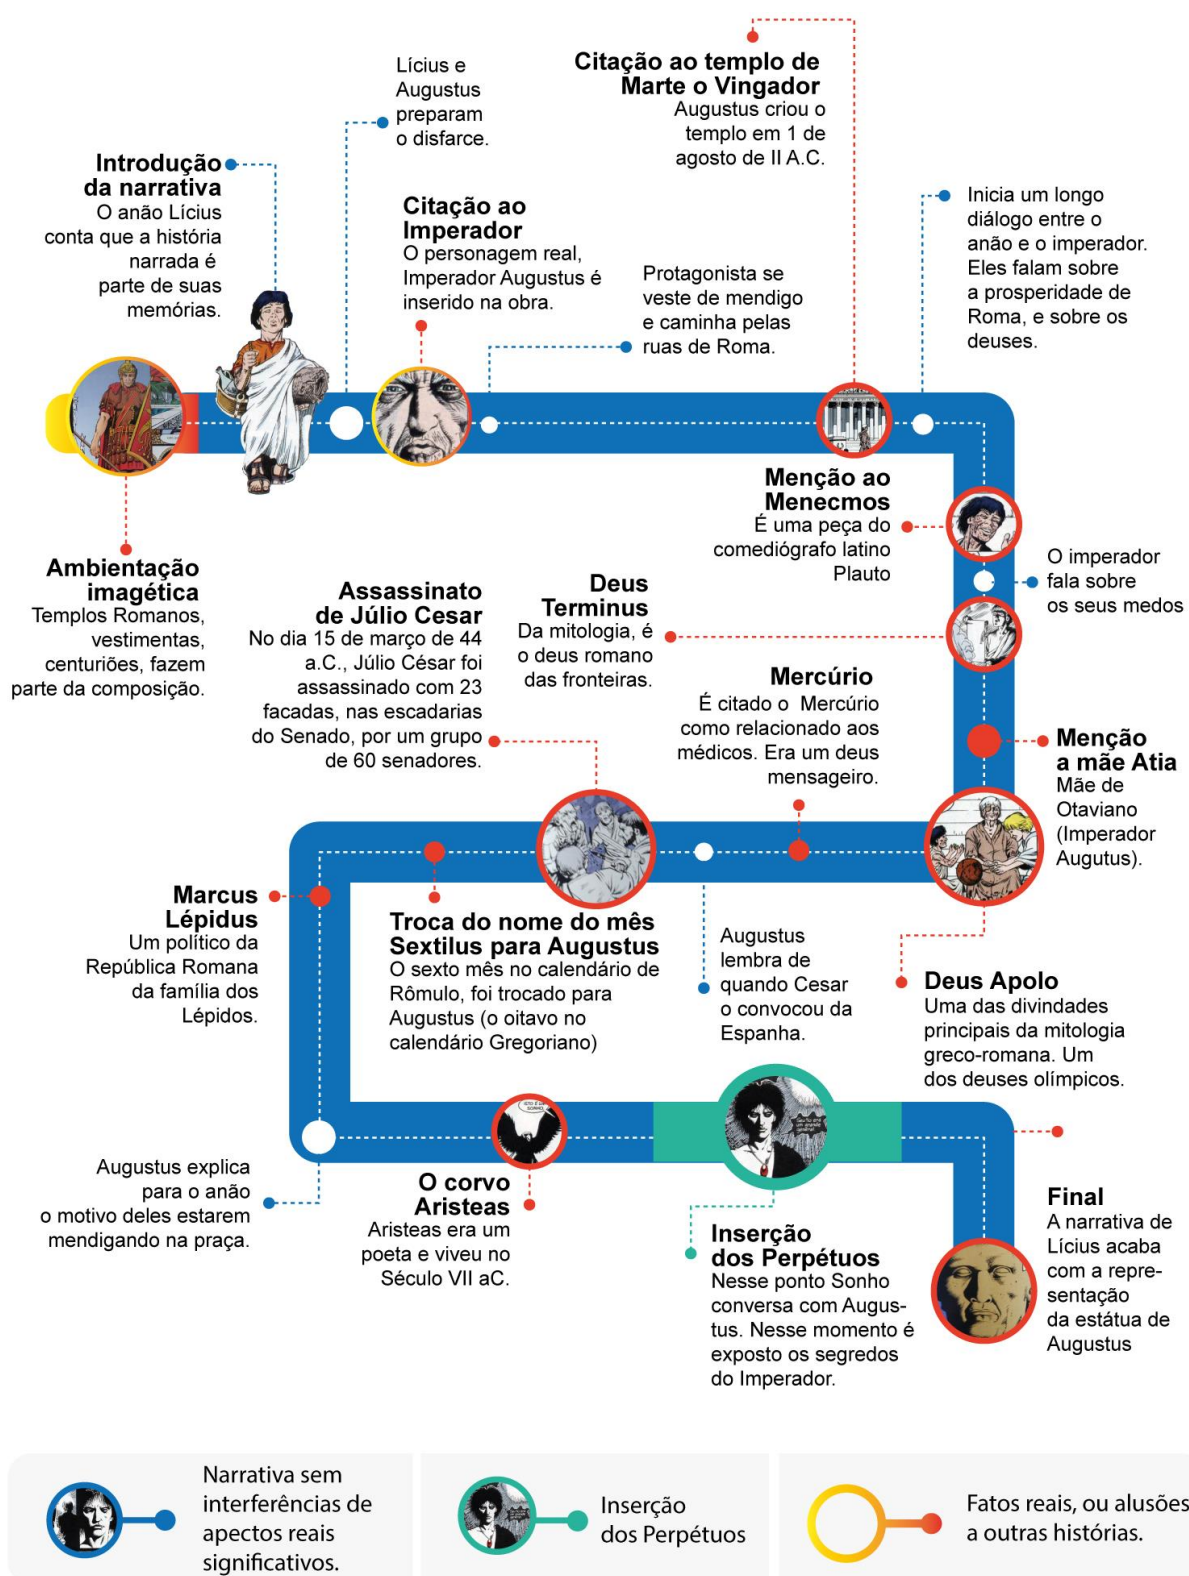 Citação ao templo de
Marte o Vingador
Augustus criou o
templo em 1 de
agosto de II A.C.
Lícius e
Augustus
preparam
o disfarce.
Introdução
da narrativa
O anão Lícius
conta que a história
narrada é
parte de suas
memórias.
Citação ao
Imperador
O personagem real,
Imperador Augustus é
inserido na obra.
Protagonista se
veste de mendigo
e caminha pelas
ruas de Roma.
Inicia um longo
diálogo entre o
anão e o imperador.
Eles falam sobre
a prosperidade de
Roma, e sobre os
deuses.
Ambientação
imagética
Templos Romanos,
vestimentas,
centuriões, fazem
parte da composição.
Menção ao
Menecmos
É uma peça do
comediógrafo latino
Plauto
O imperador
fala sobre
os seus medos
Assassinato
de Júlio Cesar
No dia 15 de março de 44
a.C., Júlio César foi
assassinado com 23
facadas, nas escadarias
do Senado, por um grupo
de 60 senadores.
Deus
Terminus
Da mitologia, é
o deus romano
das fronteiras.
Mercúrio
É citado o Mercúrio
como relacionado aos
médicos. Era um deus
mensageiro.
Menção
a mãe Atia
Mãe de
Otaviano
(Imperador
Augutus).
Marcus
Lépidus
Um político da
República Romana
da família dos
Lépidos.
Troca do nome do mês
Sextilus para Augustus
O sexto mês no calendário de
Rômulo, foi trocado para
Augustus (o oitavo no
calendário Gregoriano)
Augustus
lembra de
quando Cesar
o convocou da
Espanha.
Deus Apolo
Uma das divindades
principais da mitologia
greco-romana. Um
dos deuses olímpicos.
Augustus explica
para o anão
o motivo deles estarem
mendigando na praça.
ISTO É UM
SONHO.
O corvo
Aristeas
Aristeas era um
poeta e viveu no
Século VII aC.
Inserção
dos Perpétuos
Nesse ponto Sonho
conversa com Augus-
tus. Nesse momento é
exposto os segredos
do Imperador.
Final
A narrativa de
Lícius acaba
com a repre-
sentação
da estátua de
Augustus
Narrativa sem
interferências de
apectos reais
significativos.
Inserção
dos Perpétuos
Fatos reais, ou alusões
a outras histórias.